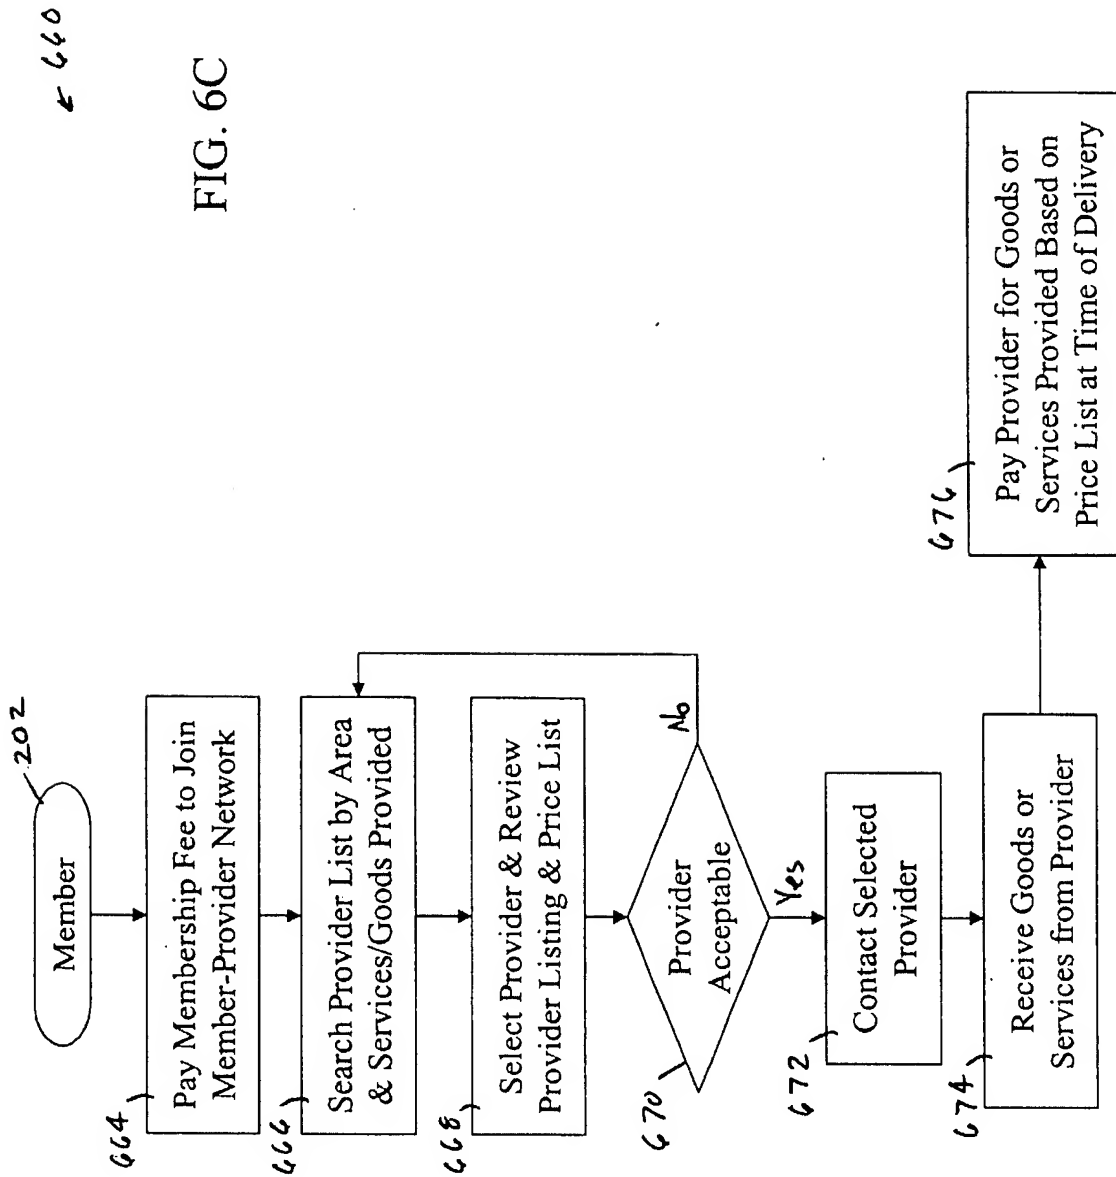 660
FIG. 6C
202
Member
664
Pay Membership Fee to Join
Member-Provider Network
666
Search Provider List by Area
& Services/Goods Provided
668
Select Provider & Review
Provider Listing & Price List
670
Provider
Acceptable
No
Yes
672
Contact Selected
Provider
674
Receive Goods or
Services from Provider
676
Pay Provider for Goods or
Services Provided Based on
Price List at Time of Delivery